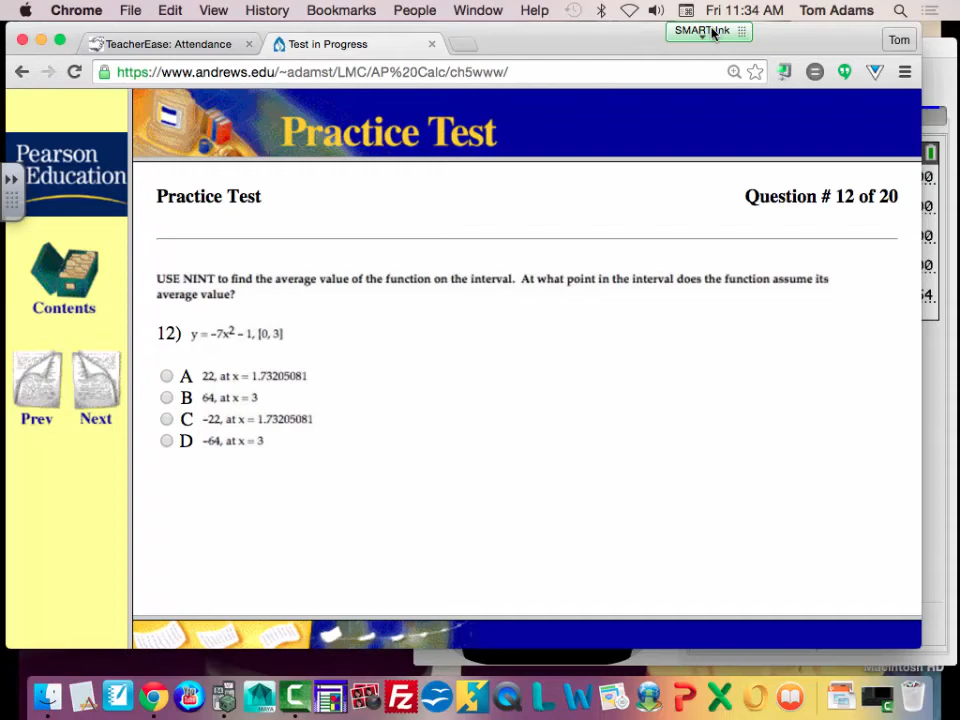 Chrome File Edit View History Bookmarks People Window Help Fri 11:34 AM Tom Adams
SMART Ink
TeacherEase: Attendance × Test in Progress × Tom
https://www.andrews.edu/~adamst/LMC/AP%20Calc/ch5www/
Pearson
Education
Practice Test
Practice Test Question # 12 of 20
USE NINT to find the average value of the function on the interval. At what point in the interval does the function assume its
average value?
12) y = -7x² - 1, [0, 3]
A 22, at x = 1.73205081
B 64, at x = 3
C -22, at x = 1.73205081
D -64, at x = 3
Contents
Prev Next
Macintosh HD